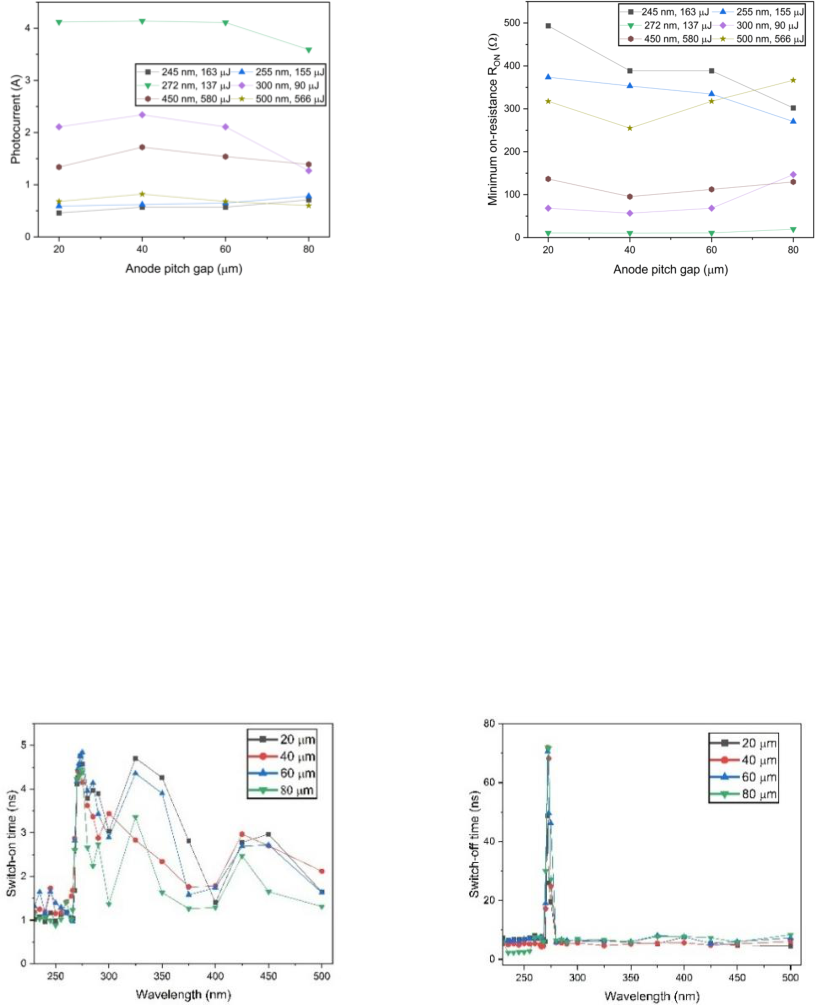 4
3
2
1
0
Photocurrent (A)
245 nm, 163 μJ 255 nm, 155 μJ
272 nm, 137 μJ 300 nm, 90 μJ
450 nm, 580 μJ 500 nm, 566 μJ
20 40 60 80
Anode pitch gap (μm)
500
400
300
200
100
0
Minimum on-resistance R_ON (Ω)
245 nm, 163 μJ 255 nm, 155 μJ
272 nm, 137 μJ 300 nm, 90 μJ
450 nm, 580 μJ 500 nm, 566 μJ
20 40 60 80
Anode pitch gap (μm)
5
4
3
2
1
0
Switch-on time (ns)
20 μm
40 μm
60 μm
80 μm
250 300 350 400 450 500
Wavelength (nm)
80
60
40
20
0
Switch-off time (ns)
20 μm
40 μm
60 μm
80 μm
250 300 350 400 450 500
Wavelength (nm)